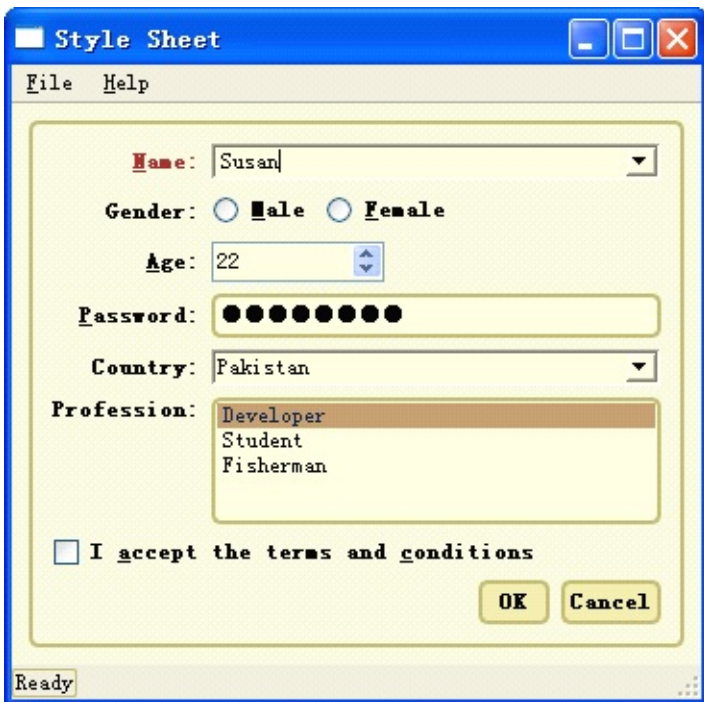 Style Sheet
File Help
Name: Susan
Gender: Male Female
Age: 22
Password: ●●●●●●●●
Country: Pakistan
Profession: Developer
Student
Fisherman
I accept the terms and conditions
OK Cancel
Ready